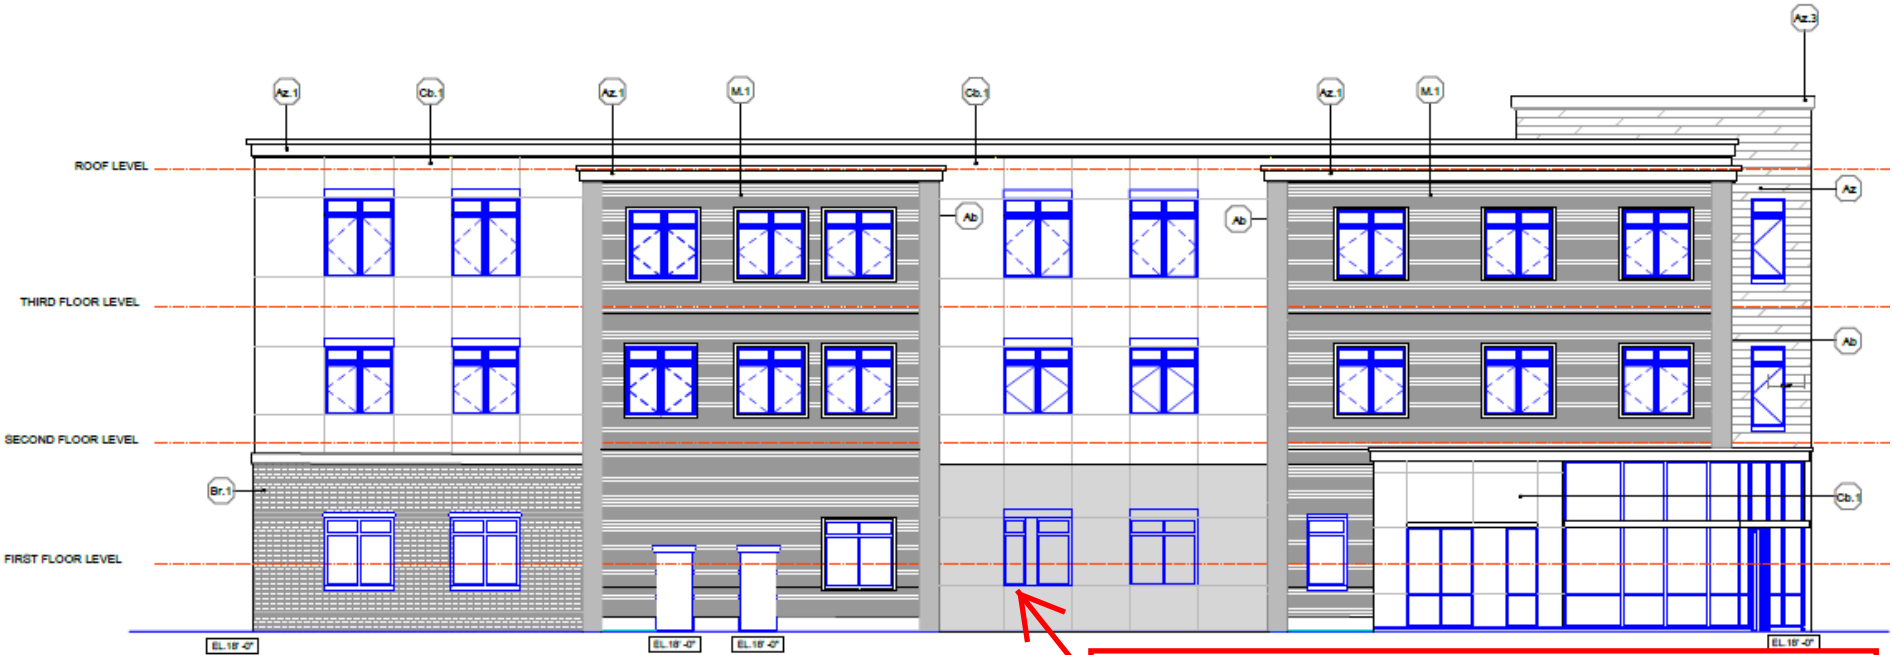 Az.3
Az.1
Cb.1
Az.1
M.1
Cb.1
Az.1
M.1
ROOF LEVEL
Az
Ab
Ab
THIRD FLOOR LEVEL
Ab
SECOND FLOOR LEVEL
Br.1
Cb.1
FIRST FLOOR LEVEL
EL.18'-0"
EL.18'-0"
EL.18'-0"
EL.18'-0"